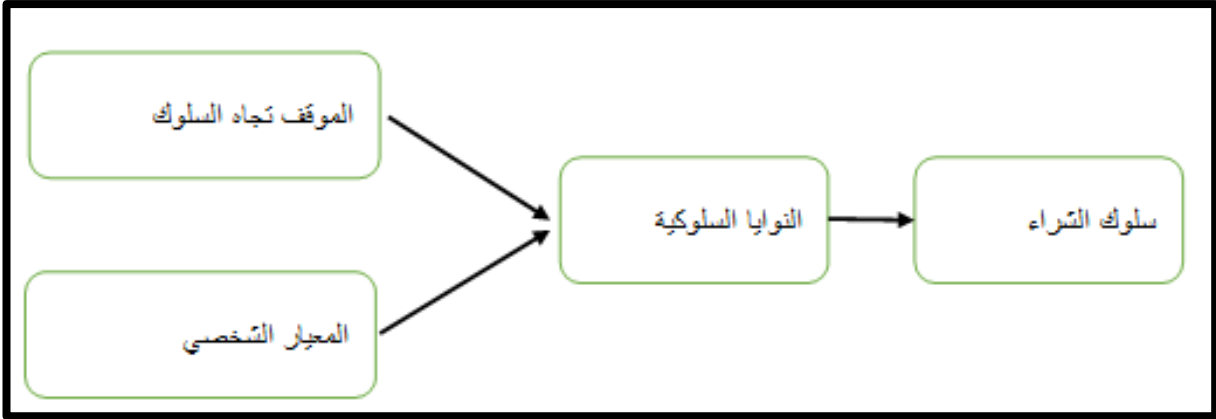 الموقف تجاه السلوك
النوايا السلوكية
سلوك الشراء
المعيار الشخصي